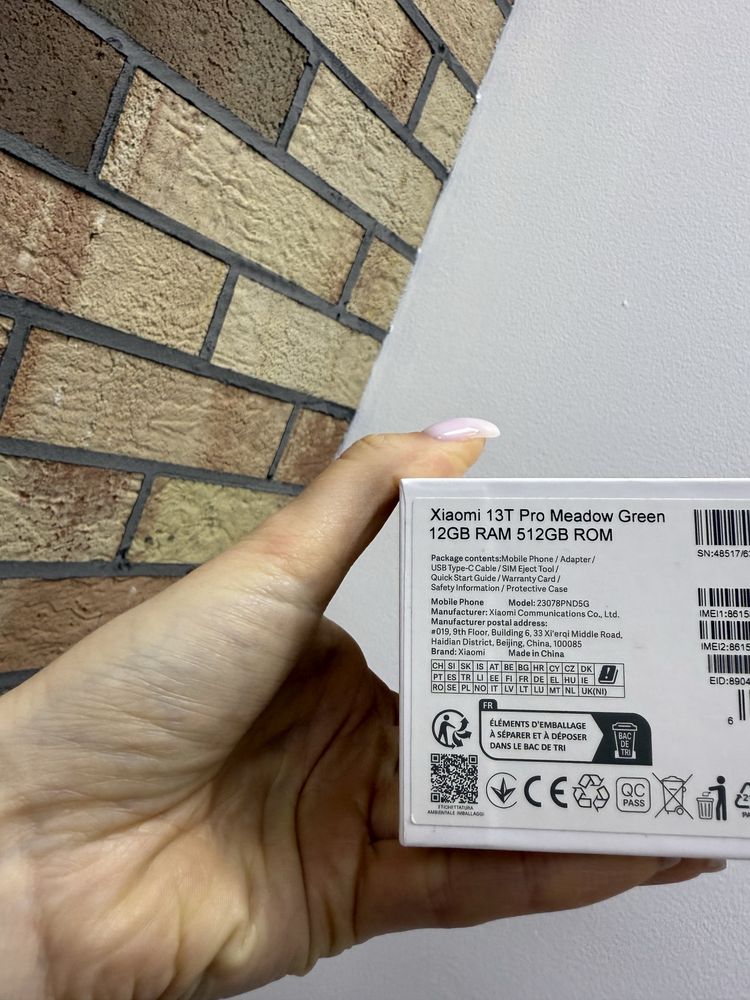 Xiaomi 13T Pro Meadow Green
12GB RAM 512GB ROM
Package contents:Mobile Phone / Adapter /
USB Type-C Cable / SIM Eject Tool /
Quick Start Guide / Warranty Card /
Safety Information / Protective Case
Mobile Phone Model: 23078PND5G
Manufacturer: Xiaomi Communications Co., Ltd.
Manufacturer postal address:
#019, 9th Floor, Building 6, 33 Xi'erqi Middle Road,
Haidian District, Beijing, China, 100085
Brand: Xiaomi Made in China
CH SI SK IS AT BE BG HR CY CZ DK
PT ES TR LI EE FI FR DE EL HU IE
RO SE PL NO IT LV LT LU MT NL UK(NI)
FR
ÉLÉMENTS D'EMBALLAGE
À SÉPARER ET À DÉPOSER
DANS LE BAC DE TRI
BAC
DE
TRI
ETICHETTATURA
AMBIENTALE IMBALLAGGI
CE
QC
PASS
SN:48517/6
IMEI1:8615
IMEI2:8615
EID:8904
6